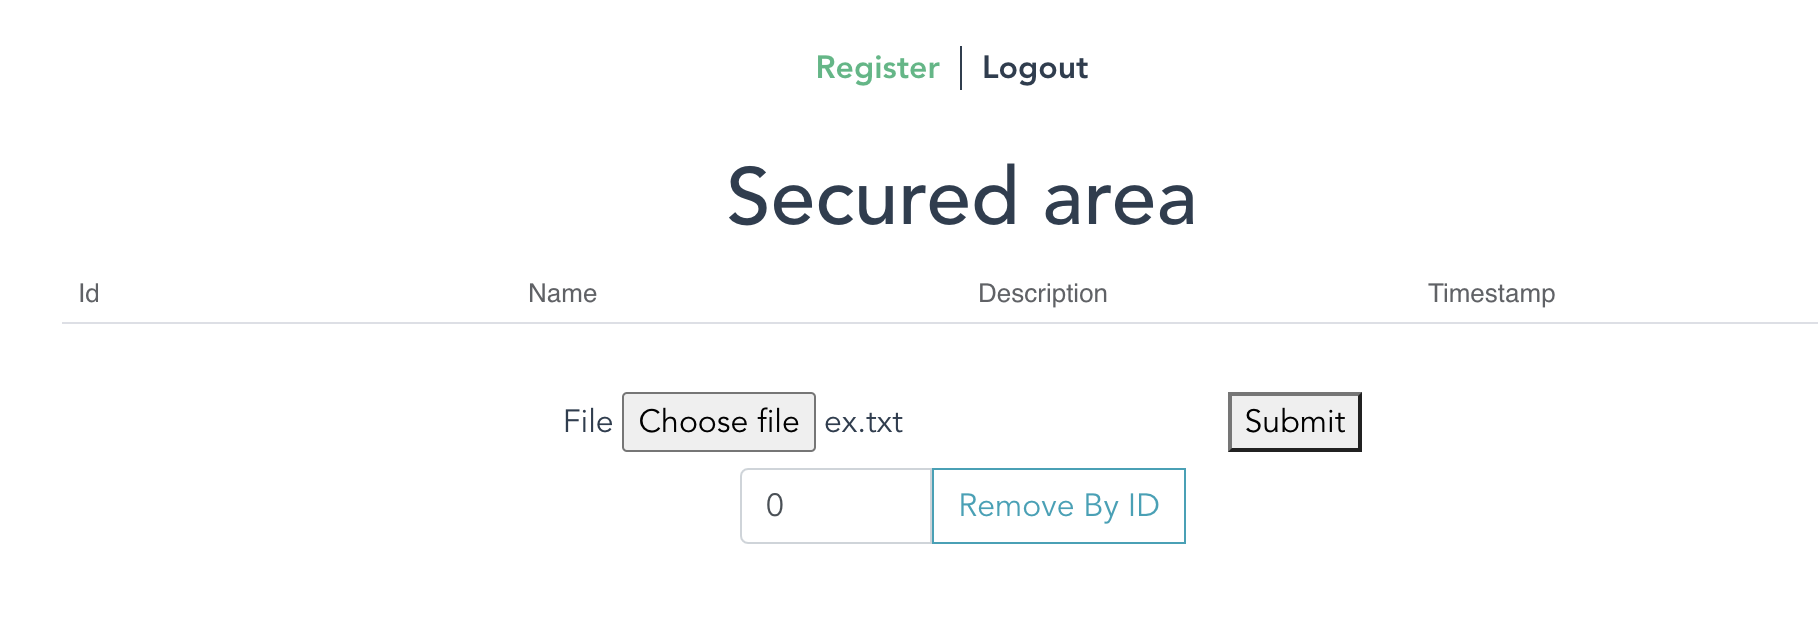 Register | Logout
Secured area
Id Name Description Timestamp
File Choose file ex.txt Submit
0 Remove By ID